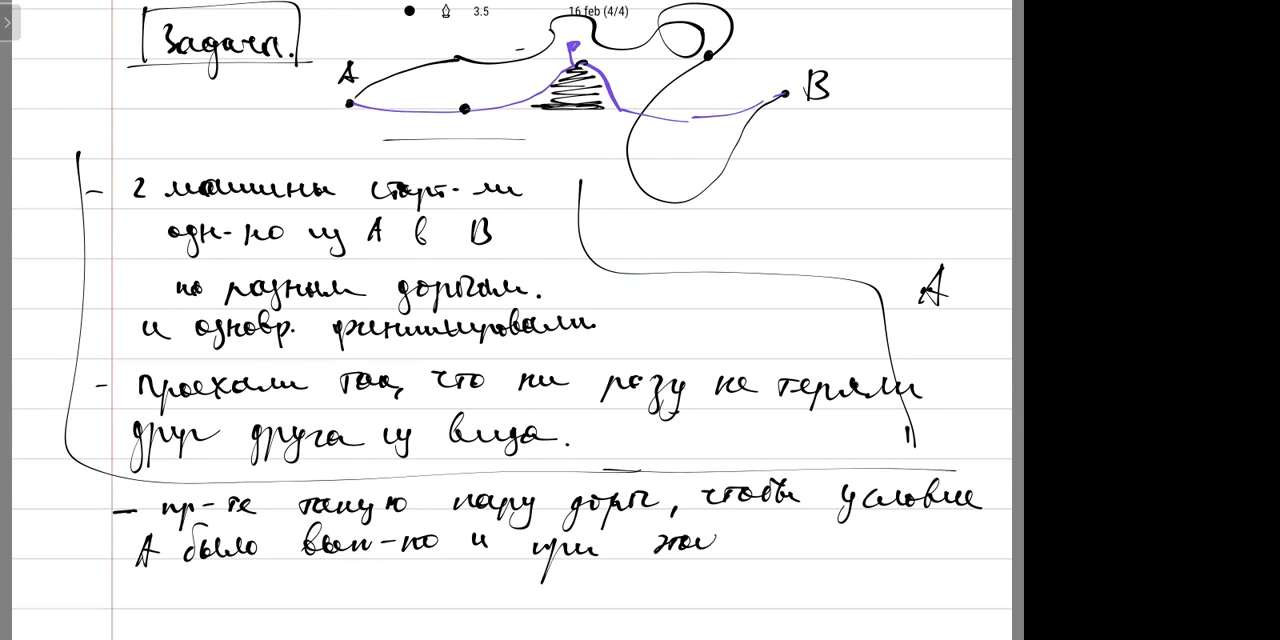 3.5 16 feb (4/4)
Задача.
A
B
- 2 машины старт-ли
одн-но из A в B
по разным дорогам.
и одновр. финишировали.
A
- Проехали так, что ни разу не теряли
друг друга из вида.
- пр-те такую пару дорог, чтобы условие
A было вып-но и при этом